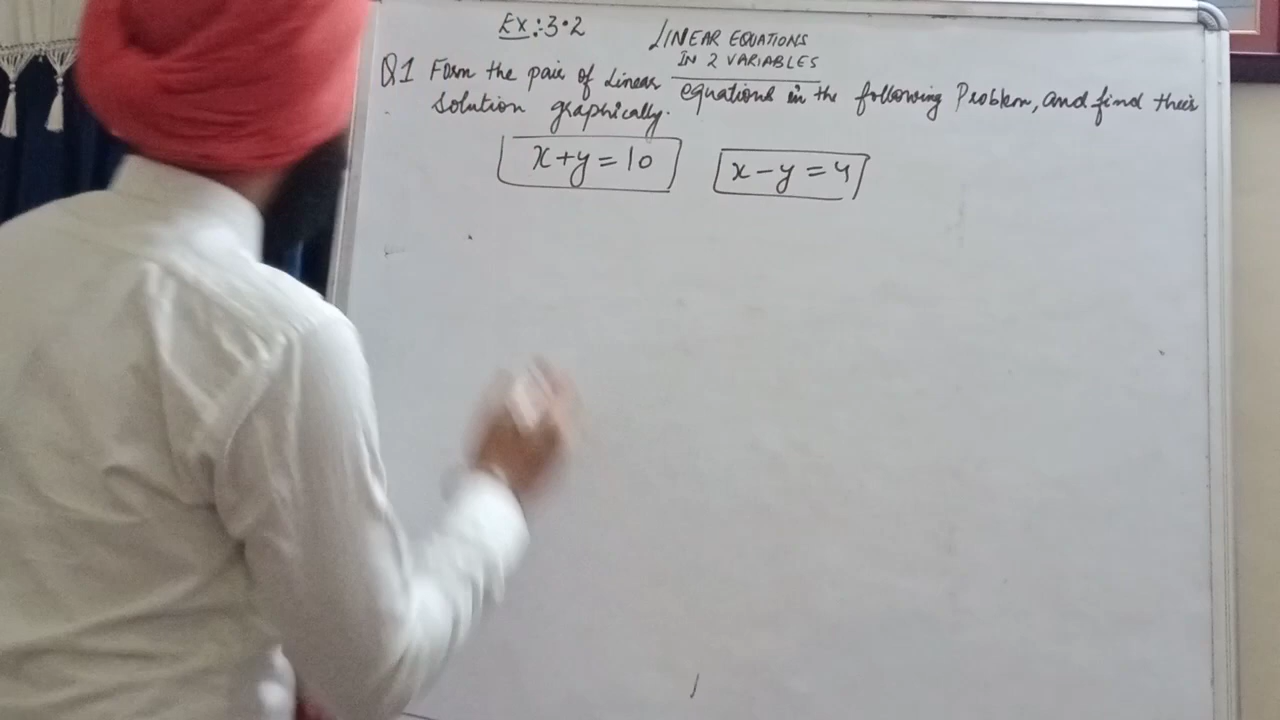 Ex:-3.2
LINEAR EQUATIONS
IN 2 VARIABLES
Q1 Form the pair of Linear equations in the following Problem, and find their
Solution graphically.
x+y=10 x-y=4